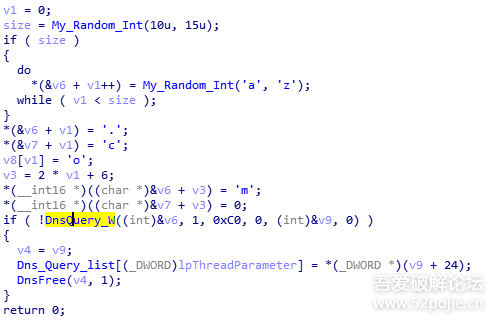 v1 = 0;
size = My_Random_Int(10u, 15u);
if ( size )
{
  do
    *(&v6 + v1++) = My_Random_Int('a', 'z');
  while ( v1 < size );
}
*(&v6 + v1) = '.';
*(&v7 + v1) = 'c';
v8[v1] = 'o';
v3 = 2 * v1 + 6;
*(__int16 *)((char *)&v6 + v3) = 'm';
*(__int16 *)((char *)&v7 + v3) = 0;
if ( !DnsQuery_W((int)&v6, 1, 0xC0, 0, (int)&v9, 0) )
{
  v4 = v9;
  Dns_Query_list[(_DWORD)lpThreadParameter] = *(_DWORD *)(v9 + 24);
  DnsFree(v4, 1);
}
return 0;
吾爱破解论坛
www.52pojie.cn